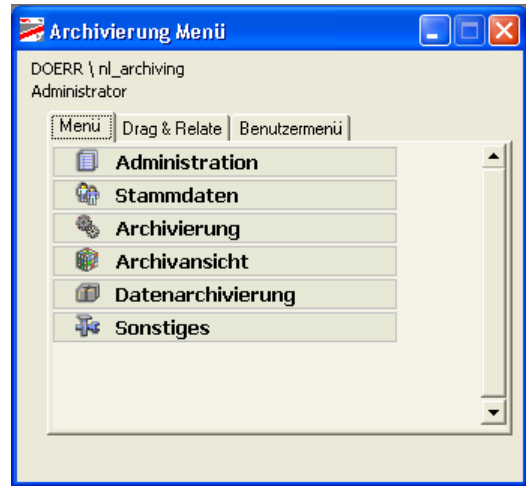 Archivierung Menü
DOERR \ nl_archiving
Administrator
Menü Drag & Relate Benutzermenü
Administration
Stammdaten
Archivierung
Archivansicht
Datenarchivierung
Sonstiges